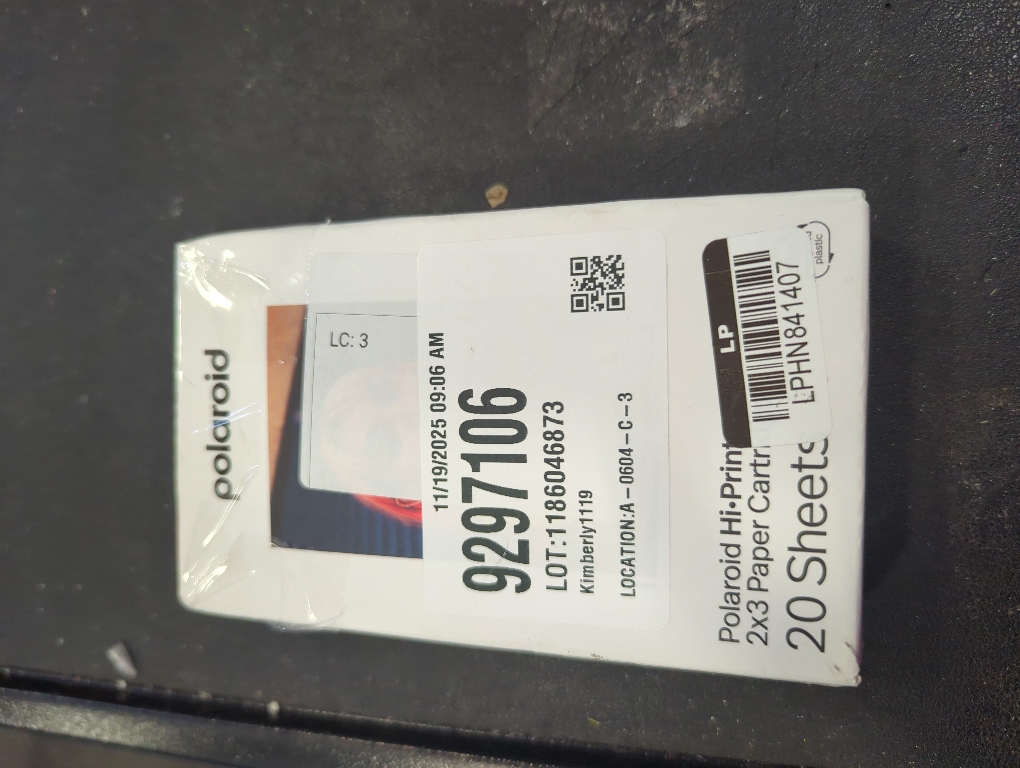 polaroid
LC: 3
11/19/2025 09:06 AM
9297106
LOT:1186046873
Kimberly1119
LOCATION:A-0604-C-3
LP
LPHN841407
plastic
Polaroid Hi•Print
2x3 Paper Cartr
20 Sheets